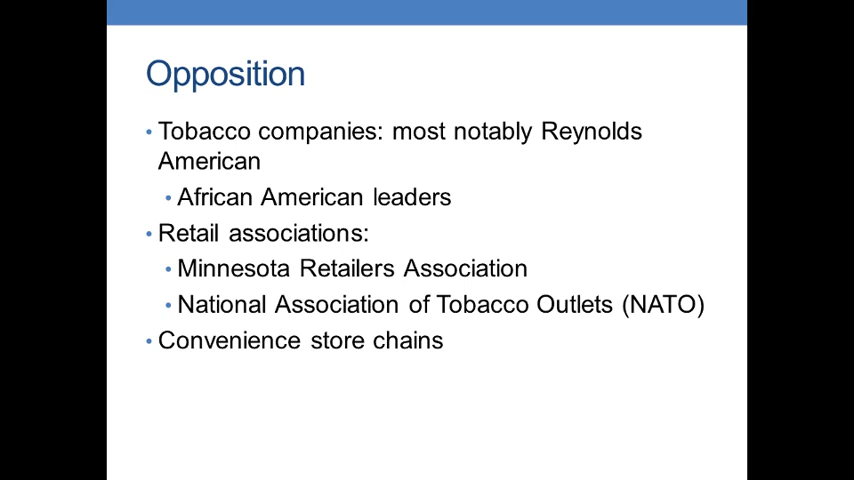 Opposition
• Tobacco companies: most notably Reynolds
American
• African American leaders
• Retail associations:
• Minnesota Retailers Association
• National Association of Tobacco Outlets (NATO)
• Convenience store chains